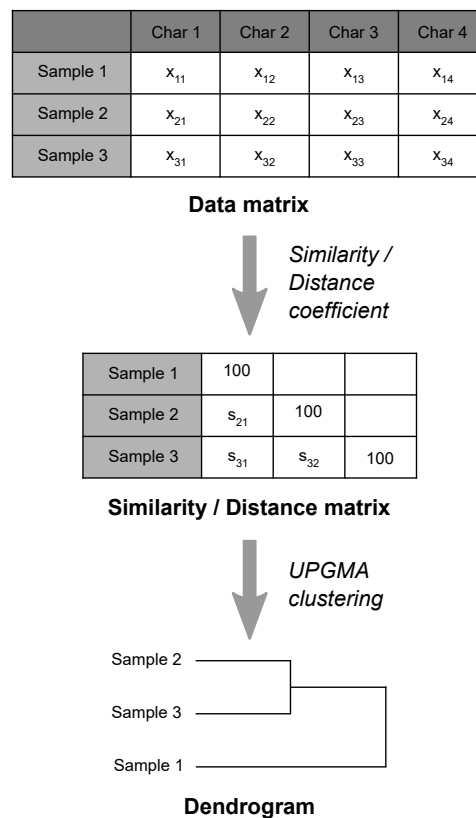 Char 1 Char 2 Char 3 Char 4
Sample 1 x11 x12 x13 x14
Sample 2 x21 x22 x23 x24
Sample 3 x31 x32 x33 x34
Data matrix
Similarity /
Distance
coefficient
Sample 1 100
Sample 2 s21 100
Sample 3 s31 s32 100
Similarity / Distance matrix
UPGMA
clustering
Sample 2
Sample 3
Sample 1
Dendrogram